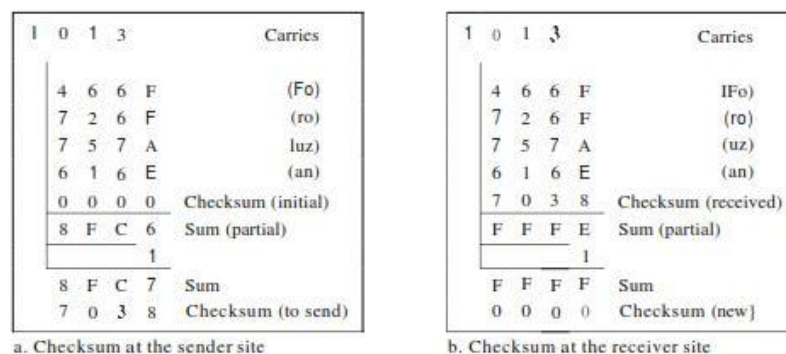 1 0 1 3 Carries
4 6 6 F (Fo)
7 2 6 F (ro)
7 5 7 A luz)
6 1 6 E (an)
0 0 0 0 Checksum (initial)
8 F C 6 Sum (partial)
1
8 F C 7 Sum
7 0 3 8 Checksum (to send)
a. Checksum at the sender site
1 0 1 3 Carries
4 6 6 F IFo)
7 2 6 F (ro)
7 5 7 A (uz)
6 1 6 E (an)
7 0 3 8 Checksum (received)
F F F E Sum (partial)
1
F F F F Sum
0 0 0 0 Checksum (new}
b. Checksum at the receiver site